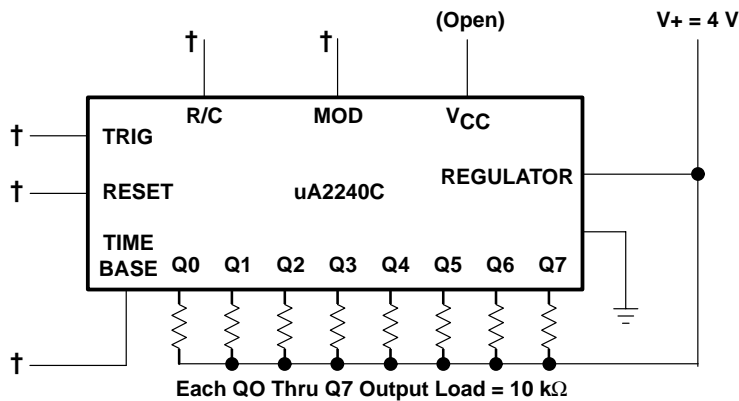 (Open)
V+ = 4 V
†
†
R/C
MOD
VCC
†
TRIG
REGULATOR
†
RESET
uA2240C
TIME
BASE
Q0
Q1
Q2
Q3
Q4
Q5
Q6
Q7
†
Each QO Thru Q7 Output Load = 10 kΩ